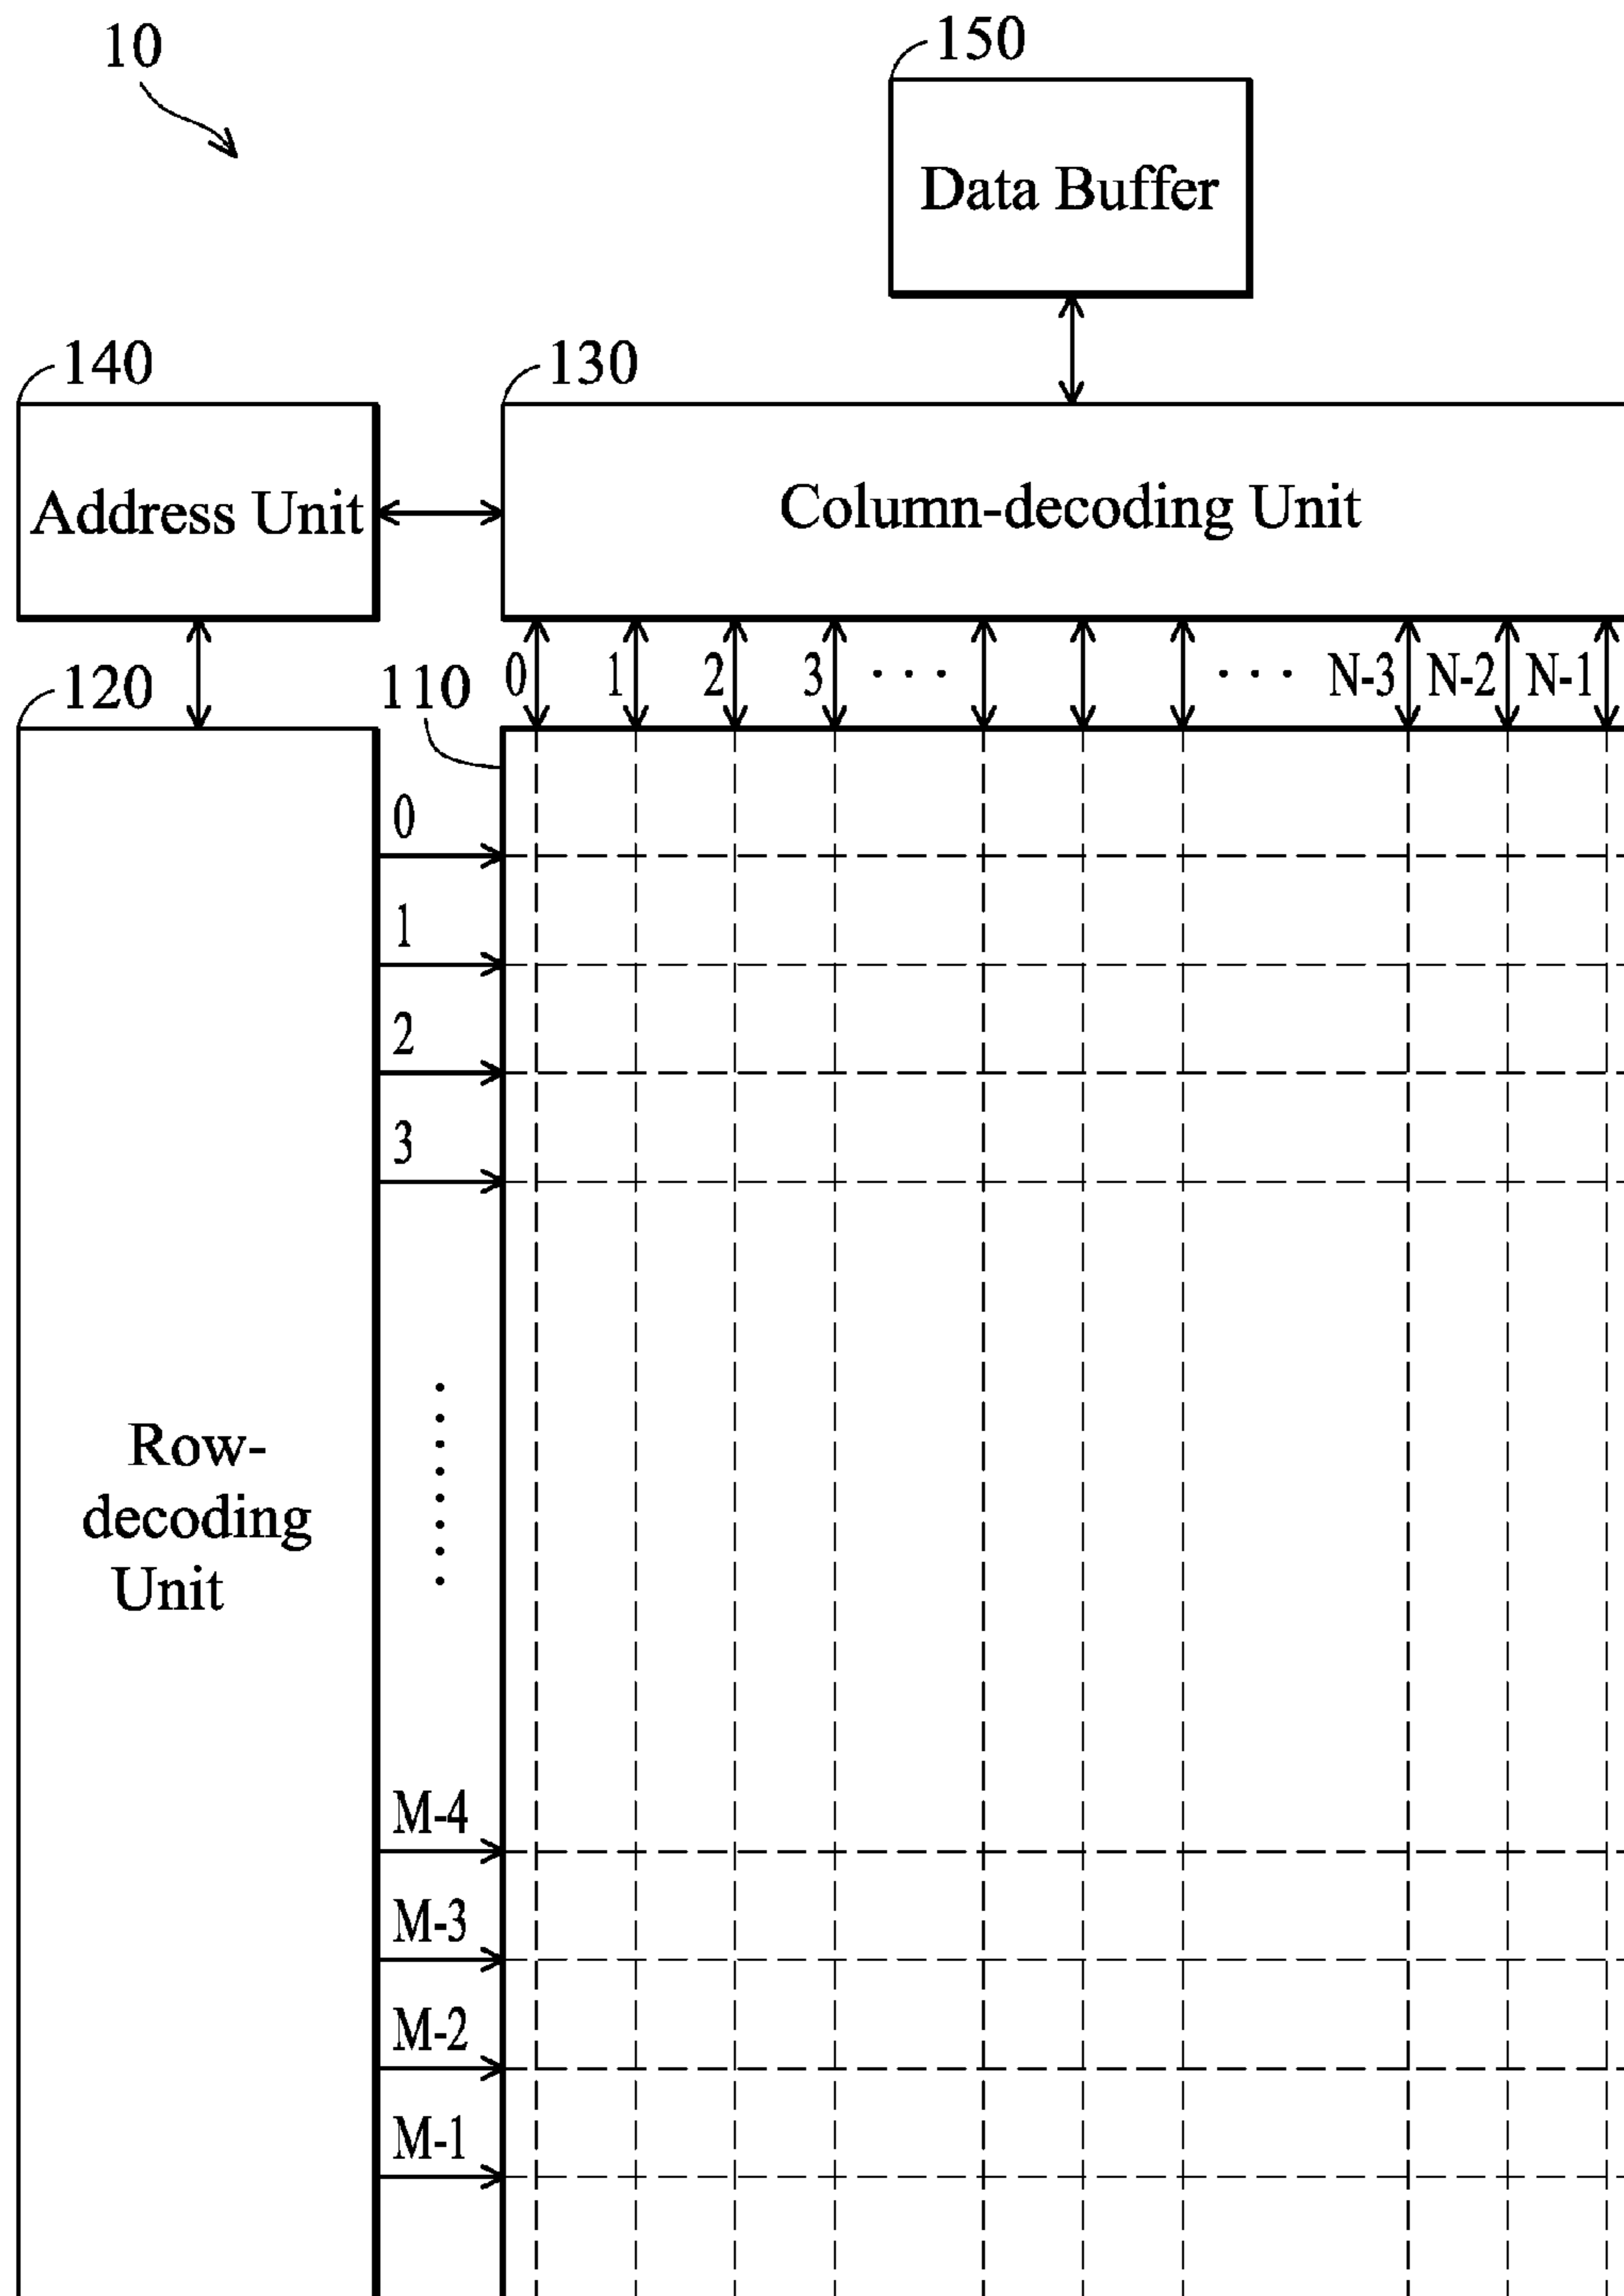 10
150
Data Buffer
140
130
Address Unit
Column-decoding Unit
120
110
0 1 2 3 · · · · · · N-3 N-2 N-1
0
1
2
3
Row-
decoding
Unit
M-4
M-3
M-2
M-1